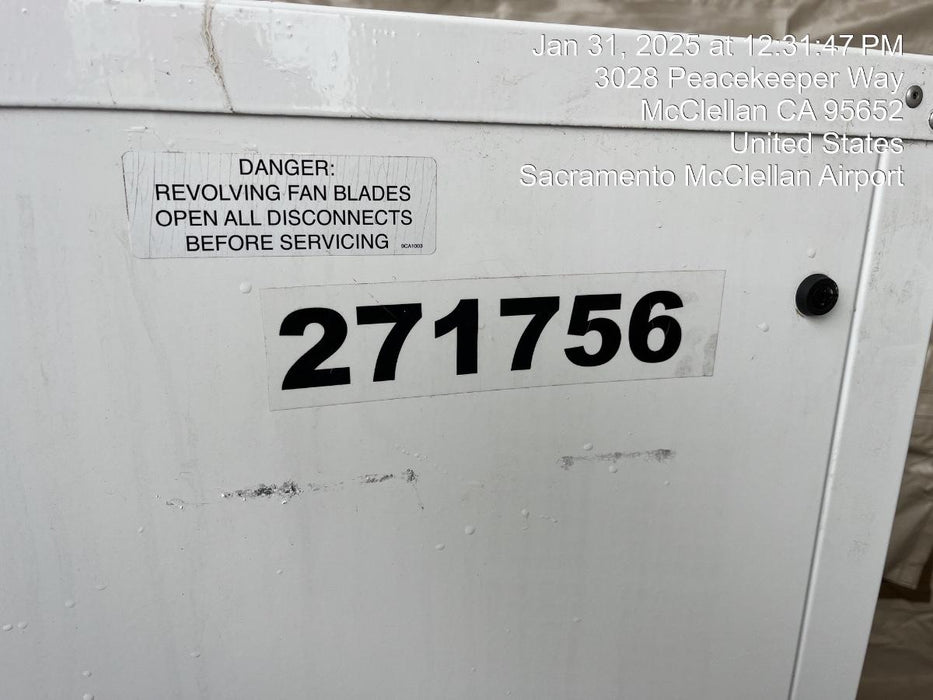 Jan 31, 2025 at 12:31:47 PM
3028 Peacekeeper Way
McClellan CA 95652
United States
Sacramento McClellan Airport
DANGER:
REVOLVING FAN BLADES
OPEN ALL DISCONNECTS
BEFORE SERVICING 9CA1003
271756